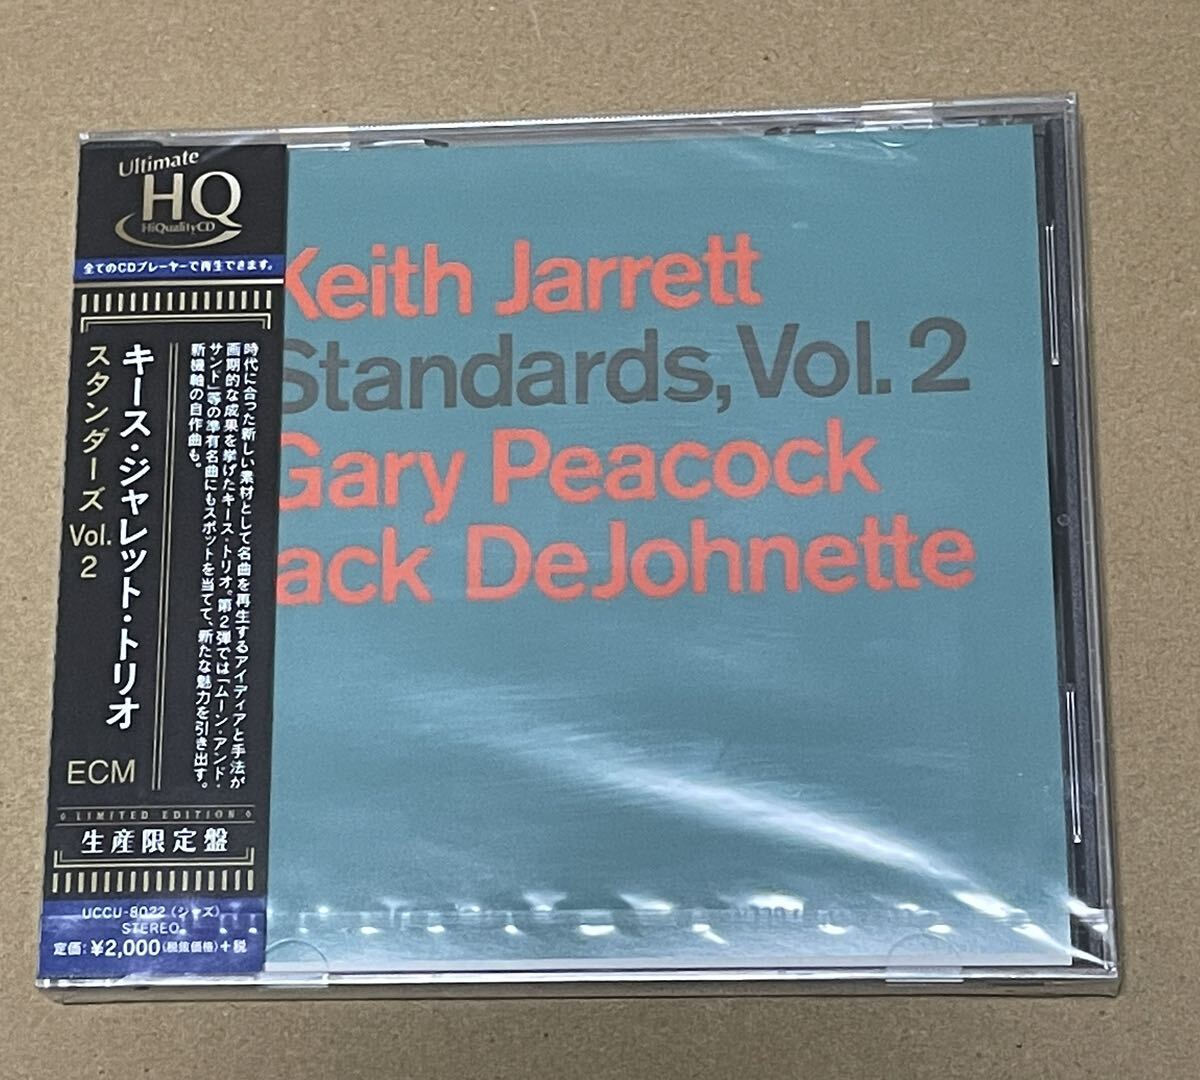 Ultimate
HQ
HiQualityCD
全てのCDプレーヤーで再生できます。
キース・ジャレット・トリオ
スタンダーズ Vol. 2
時代に合った新しい素材として名曲を再生するアイディアと手法が
画期的な成果を挙げたキース・トリオ。第2弾では「ムーン・アンド・
サンド」等の準有名曲にもスポットを当てて、新たな魅力を引き出す。
新機軸の自作曲も。
ECM
LIMITED EDITION
生産限定盤
UCCU-8022 (ジャズ)
STEREO
定価:¥2,000(税抜価格)+税
Keith Jarrett
Standards, Vol. 2
Gary Peacock
ack DeJohnette